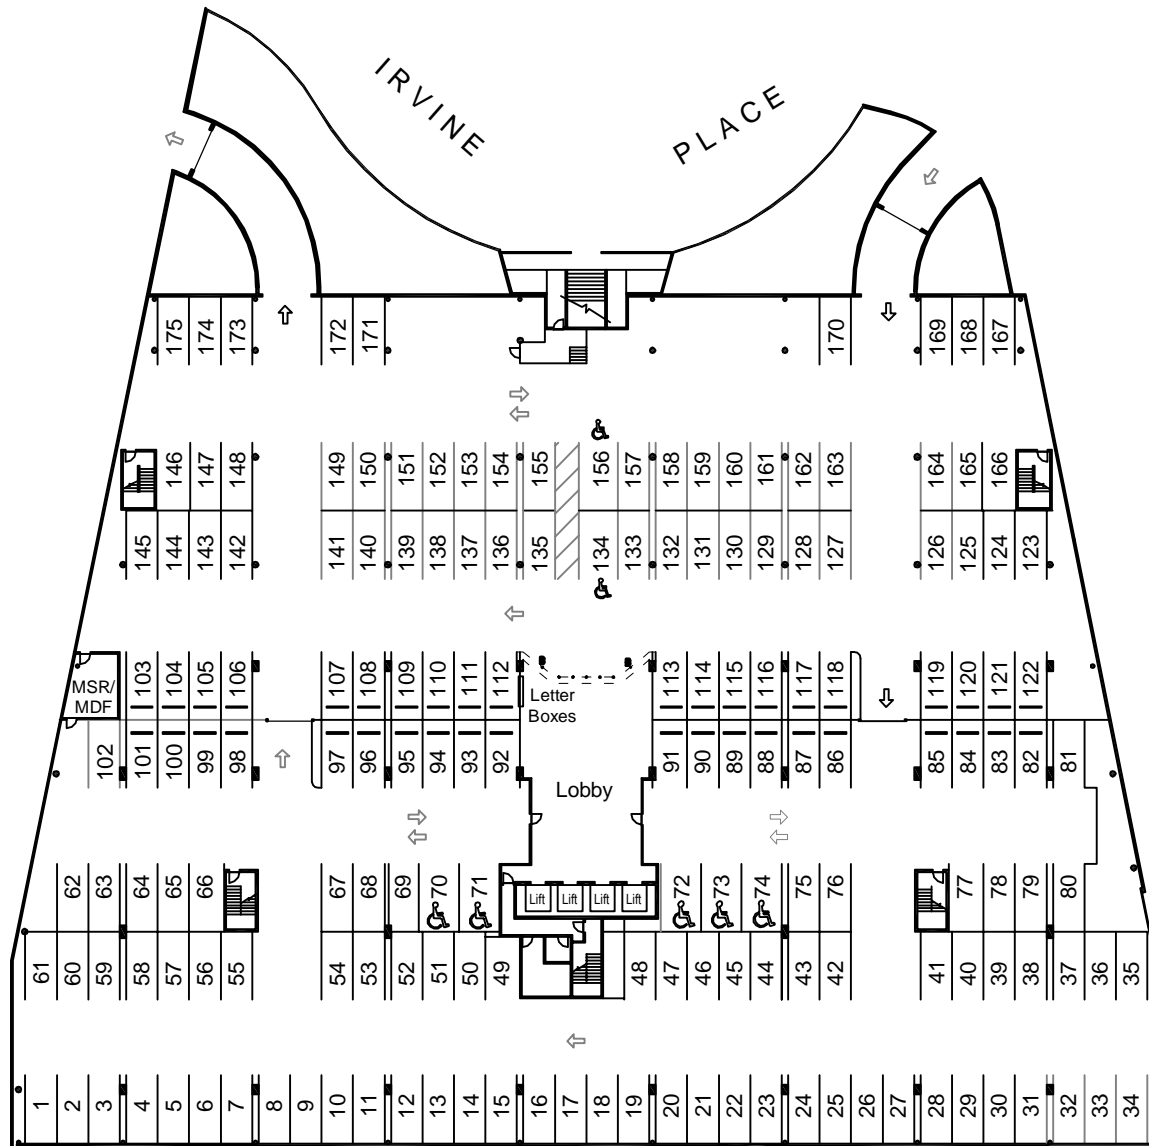 IRVINE PLACE
175 174 173 172 171 170 169 168 167
146 147 148 149 150 151 152 153 154 155 156 157 158 159 160 161 162 163 164 165 166
145 144 143 142 141 140 139 138 137 136 135 134 133 132 131 130 129 128 127 126 125 124 123
103 104 105 106 107 108 109 110 111 112 113 114 115 116 117 118 119 120 121 122
MSR/
MDF
Letter
Boxes
102 101 100 99 98 97 96 95 94 93 92 91 90 89 88 87 86 85 84 83 82 81
Lobby
62 63 64 65 66 67 68 69 70 71 72 73 74 75 76 77 78 79 80
Lift Lift Lift Lift
61 60 59 58 57 56 55 54 53 52 51 50 49 48 47 46 45 44 43 42 41 40 39 38 37 36 35
1 2 3 4 5 6 7 8 9 10 11 12 13 14 15 16 17 18 19 20 21 22 23 24 25 26 27 28 29 30 31 32 33 34